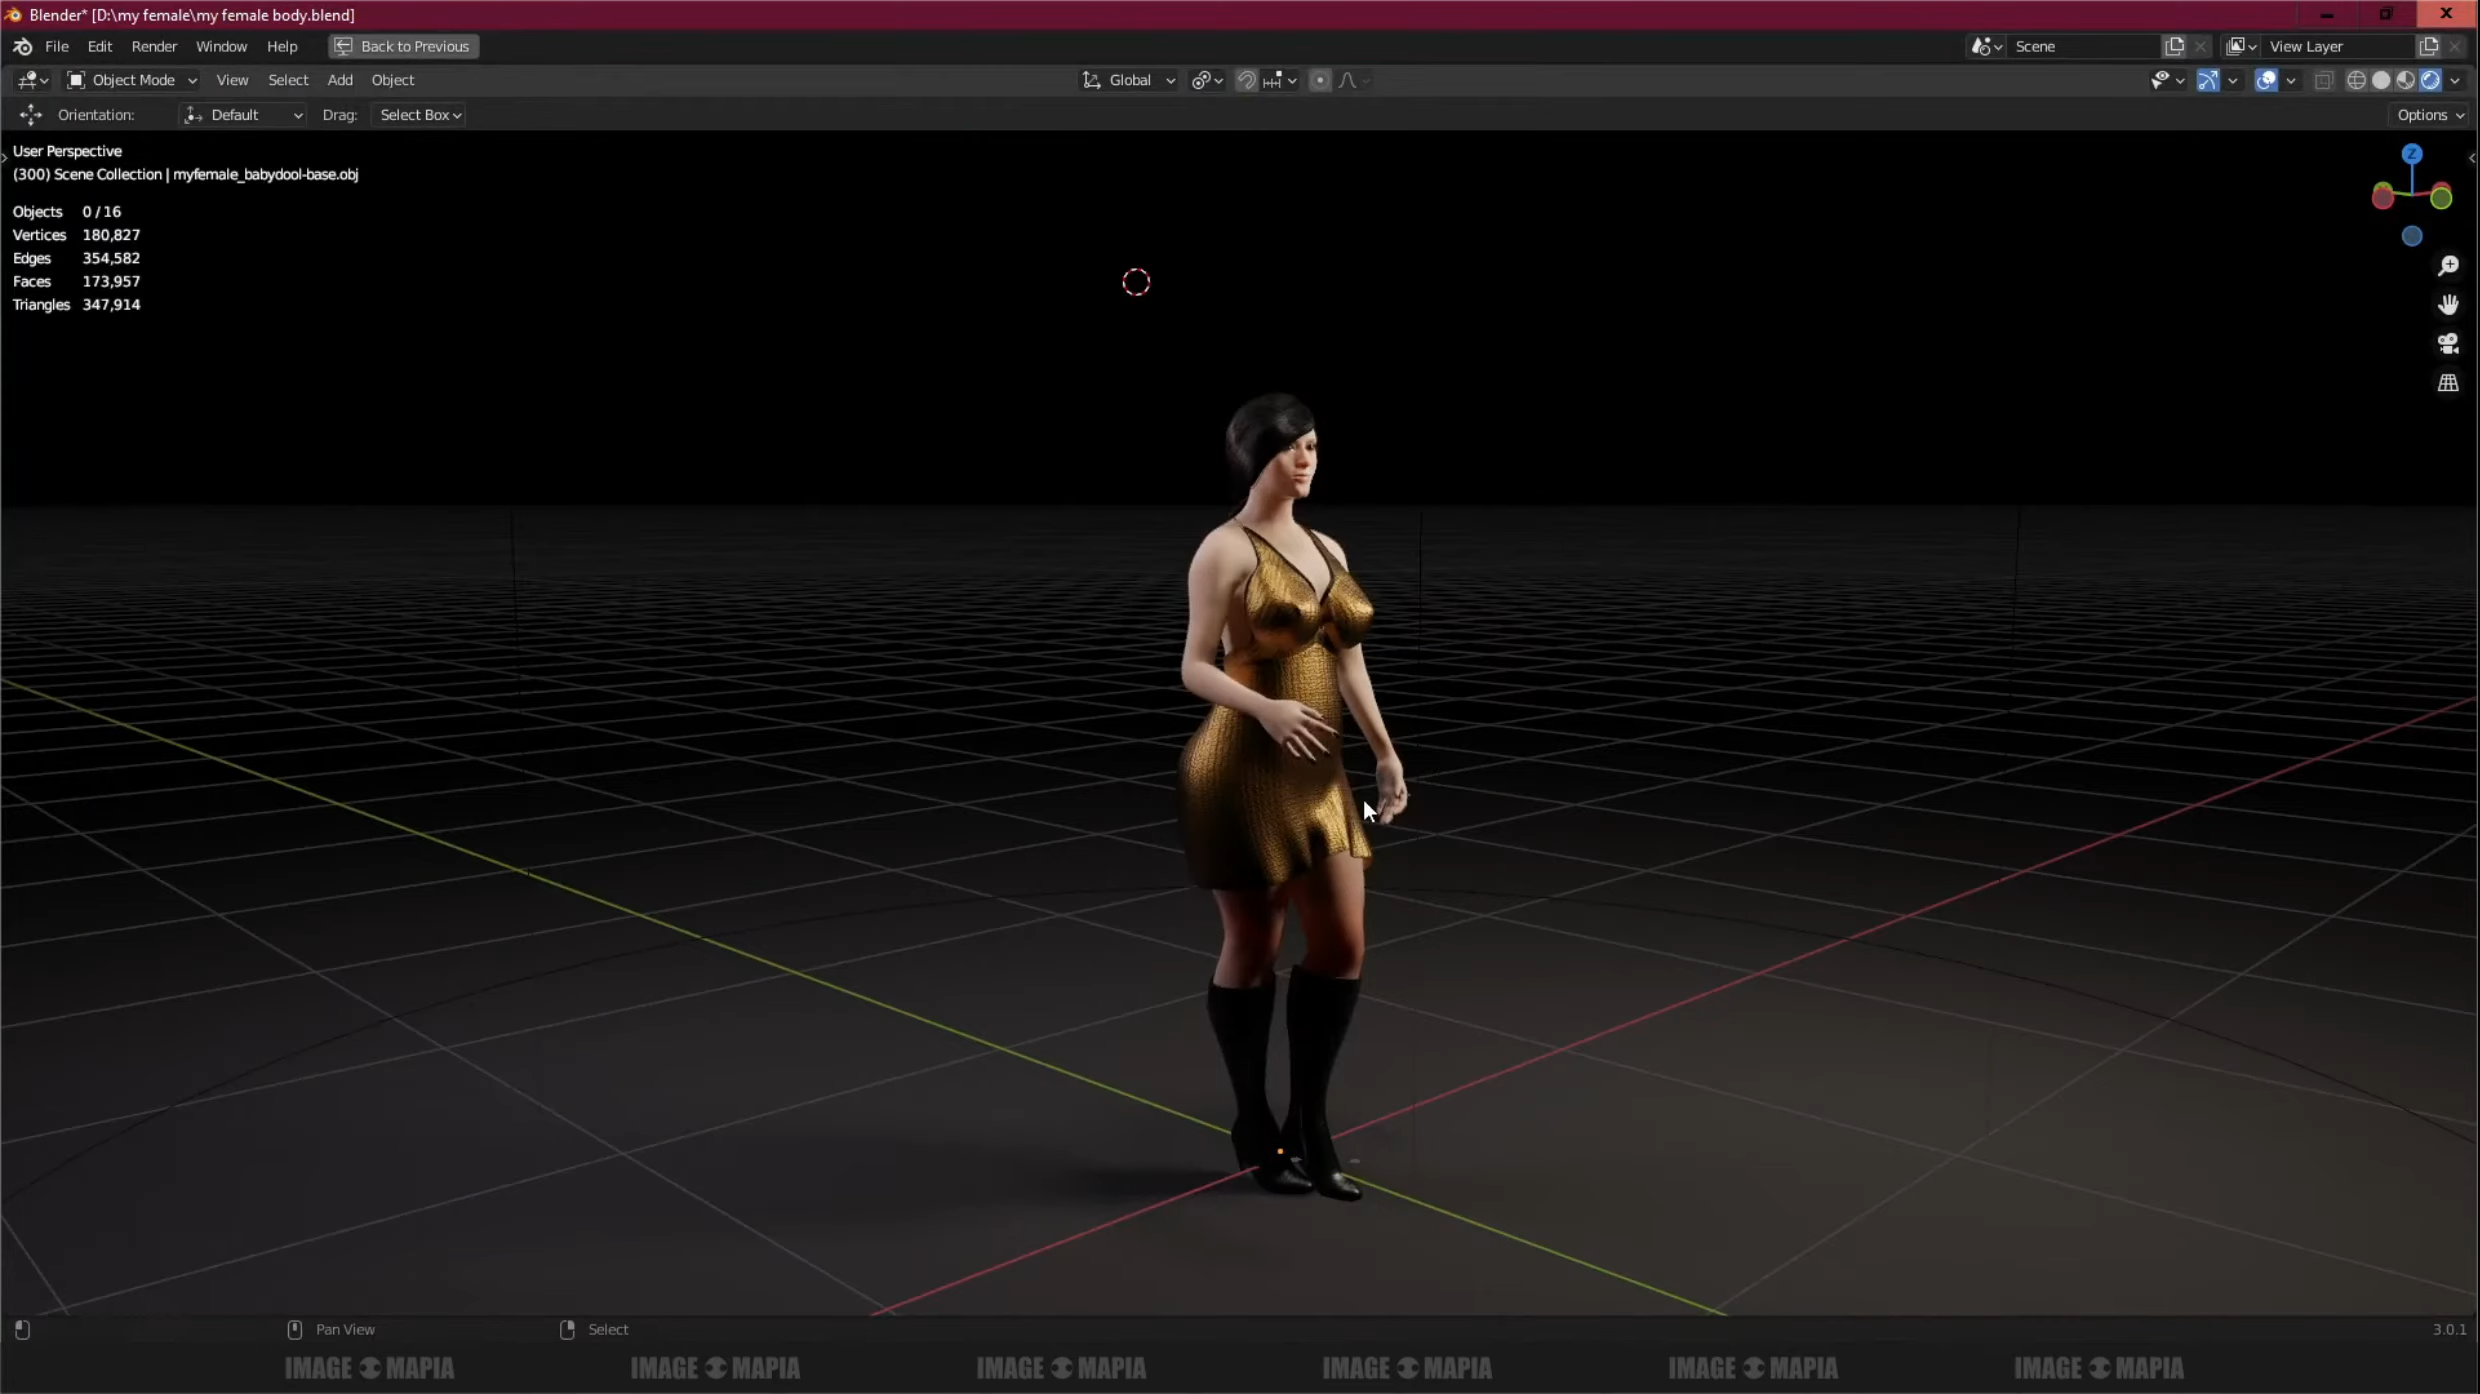 Blender* [D:\my female\my female body.blend]
File Edit Render Window Help Back to Previous Scene View Layer
Object Mode View Select Add Object Global
Orientation: Default Drag: Select Box Options
User Perspective
(300) Scene Collection | myfemale_babydool-base.obj
Objects 0 / 16
Vertices 180,827
Edges 354,582
Faces 173,957
Triangles 347,914
Z
Pan View Select 3.0.1
IMAGE MAPIA IMAGE MAPIA IMAGE MAPIA IMAGE MAPIA IMAGE MAPIA IMAGE MAPIA